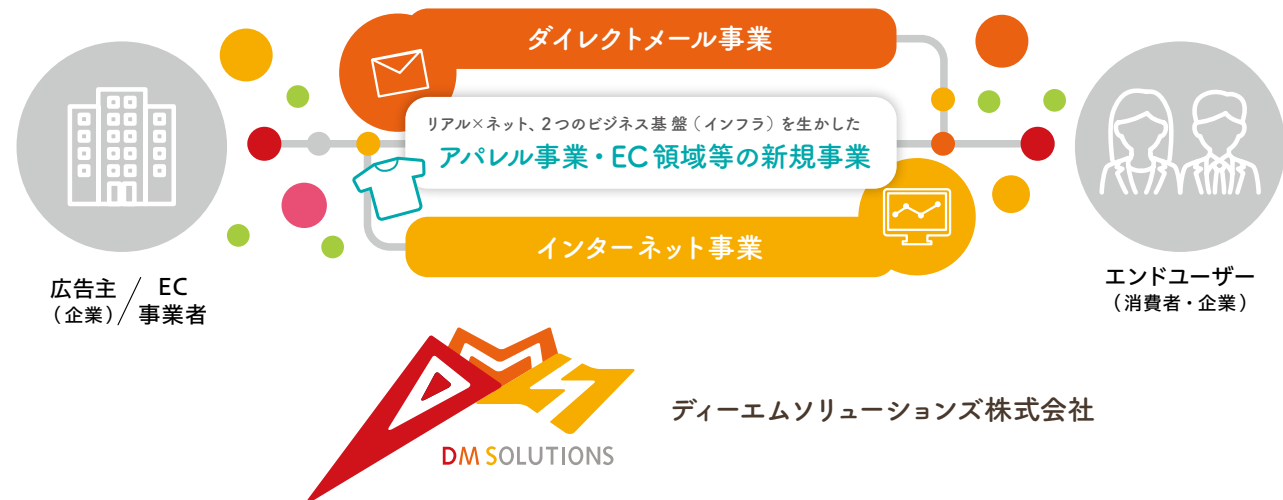 ダイレクトメール事業
リアル×ネット、2つのビジネス基盤(インフラ)を生かした
アパレル事業・EC領域等の新規事業
インターネット事業
広告主/EC
(企業)/事業者
エンドユーザー
(消費者・企業)
DM SOLUTIONS
ディーエムソリューションズ株式会社